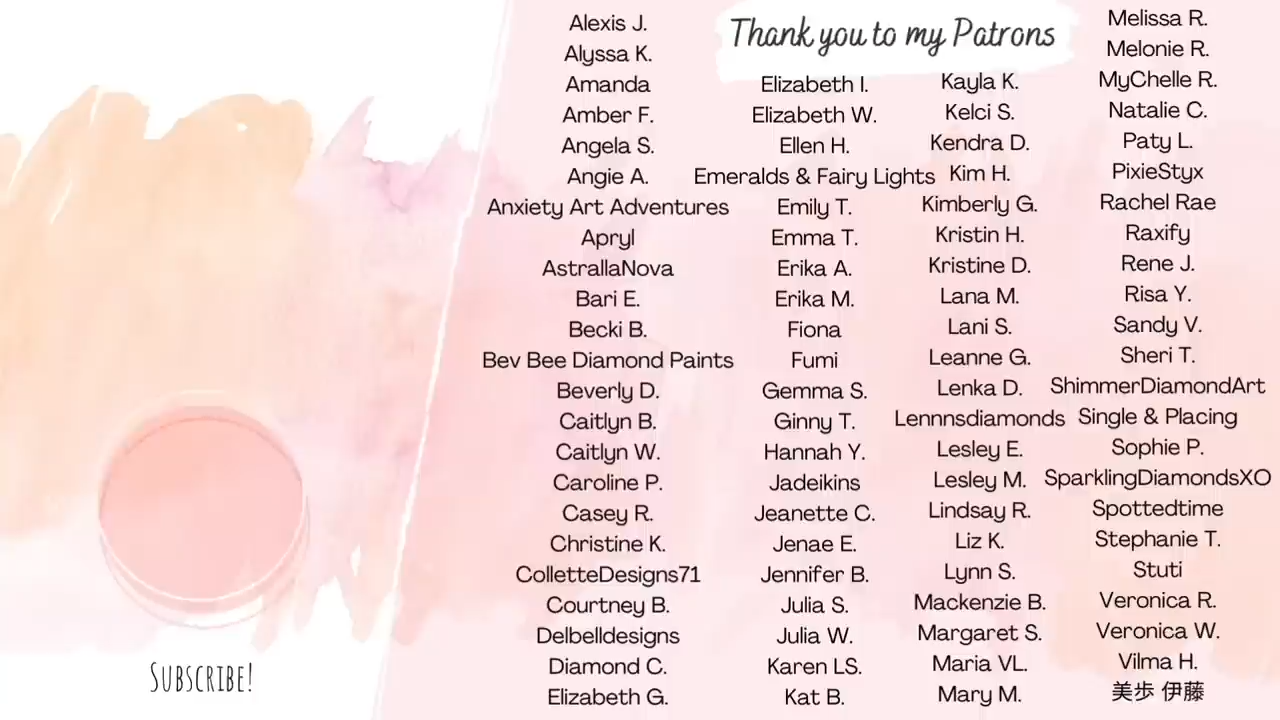 Thank you to my Patrons
Alexis J.
Alyssa K.
Amanda
Amber F.
Angela S.
Angie A.
Anxiety Art Adventures
Apryl
AstrallaNova
Bari E.
Becki B.
Bev Bee Diamond Paints
Beverly D.
Caitlyn B.
Caitlyn W.
Caroline P.
Casey R.
Christine K.
ColletteDesigns71
Courtney B.
Delbelldesigns
Diamond C.
Elizabeth G.
Elizabeth I.
Elizabeth W.
Ellen H.
Emeralds & Fairy Lights
Emily T.
Emma T.
Erika A.
Erika M.
Fiona
Fumi
Gemma S.
Ginny T.
Hannah Y.
Jadeikins
Jeanette C.
Jenae E.
Jennifer B.
Julia S.
Julia W.
Karen LS.
Kat B.
Kayla K.
Kelci S.
Kendra D.
Kim H.
Kimberly G.
Kristin H.
Kristine D.
Lana M.
Lani S.
Leanne G.
Lenka D.
Lennnsdiamonds
Lesley E.
Lesley M.
Lindsay R.
Liz K.
Lynn S.
Mackenzie B.
Margaret S.
Maria VL.
Mary M.
Melissa R.
Melonie R.
MyChelle R.
Natalie C.
Paty L.
PixieStyx
Rachel Rae
Raxify
Rene J.
Risa Y.
Sandy V.
Sheri T.
ShimmerDiamondArt
Single & Placing
Sophie P.
SparklingDiamondsXO
Spottedtime
Stephanie T.
Stuti
Veronica R.
Veronica W.
Vilma H.
美歩 伊藤
SUBSCRIBE!